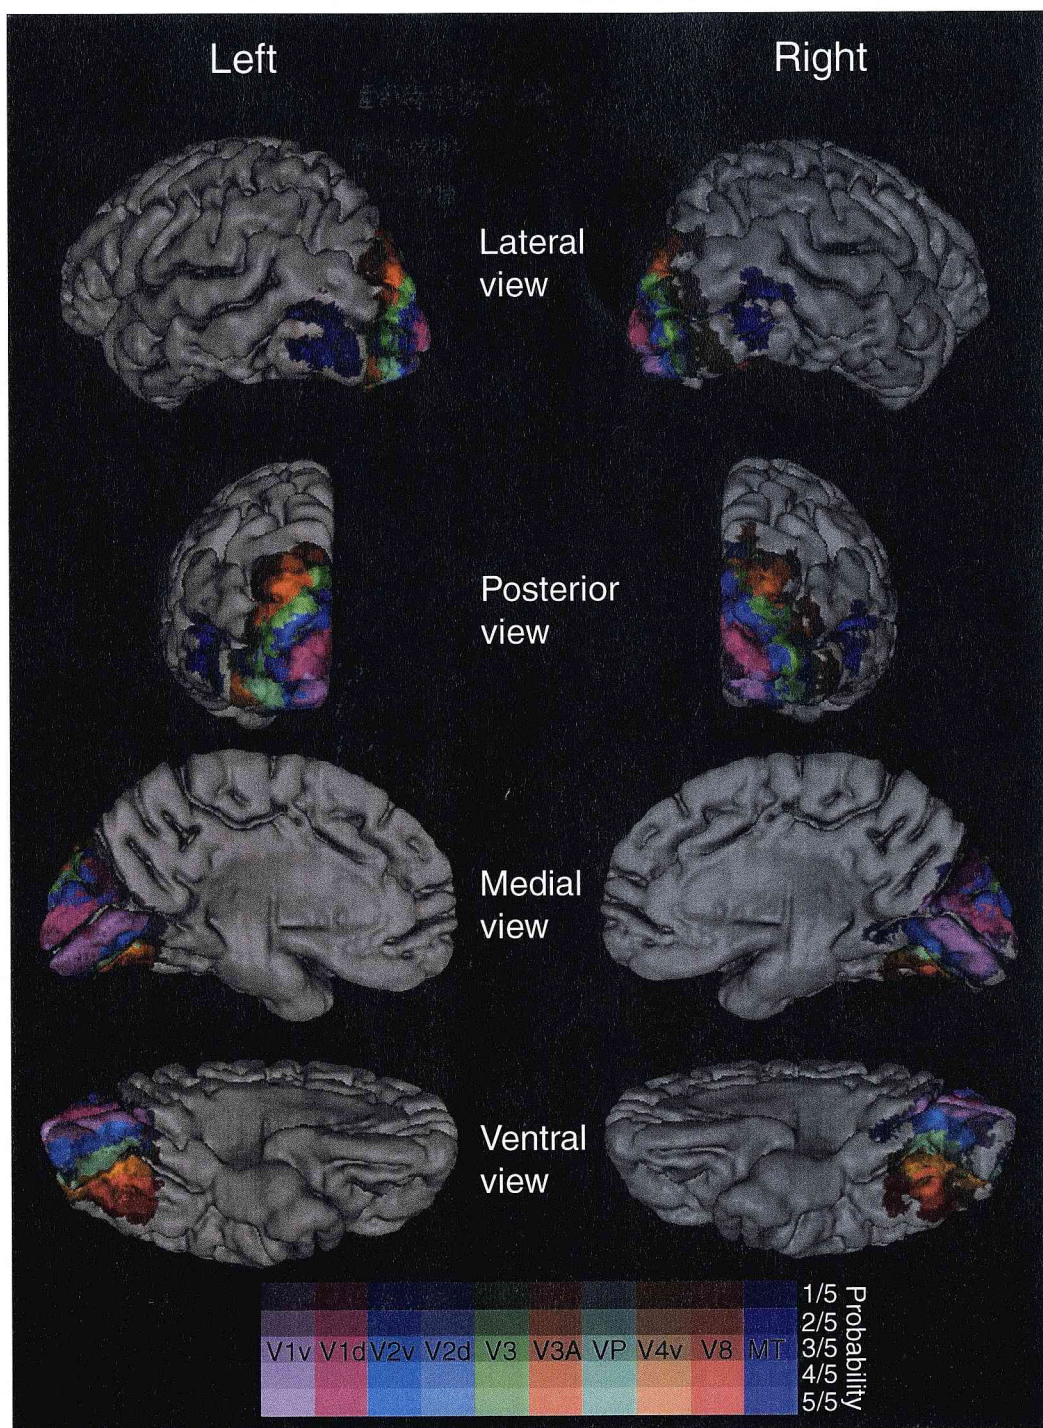 Left
Right
Lateral
view
Posterior
view
Medial
view
Ventral
view
V1v V1d V2v V2d V3 V3A VP V4v V8 MT
1/5
2/5
3/5
4/5
5/5
Probability